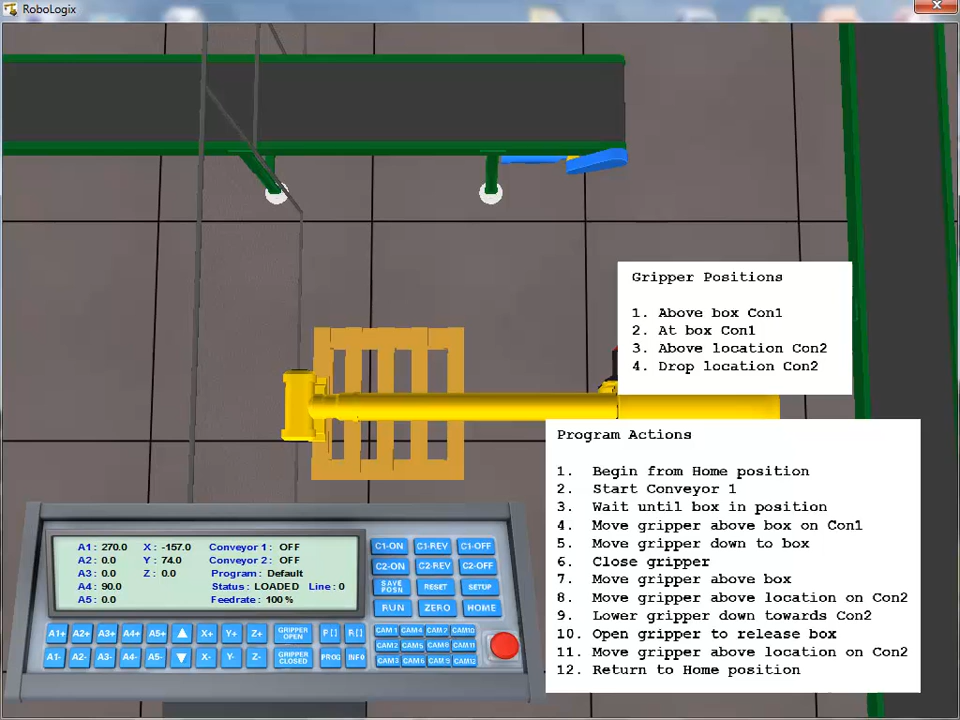 RoboLogix
Gripper Positions
1. Above box Con1
2. At box Con1
3. Above location Con2
4. Drop location Con2
Program Actions
1. Begin from Home position
2. Start Conveyor 1
3. Wait until box in position
4. Move gripper above box on Con1
5. Move gripper down to box
6. Close gripper
7. Move gripper above box
8. Move gripper above location on Con2
9. Lower gripper down towards Con2
10. Open gripper to release box
11. Move gripper above location on Con2
12. Return to Home position
A1: 270.0 X: -157.0 Conveyor 1: OFF
A2: 0.0 Y: 74.0 Conveyor 2: OFF
A3: 0.0 Z: 0.0 Program: Default
A4: 90.0 Status: LOADED Line: 0
A5: 0.0 Feedrate: 100%
C1-ON C1-REV C1-OFF
C2-ON C2-REV C2-OFF
SAVE POSN RESET SETUP
RUN ZERO HOME
A1+ A2+ A3+ A4+ A5+ X+ Y+ Z+ GRIPPER OPEN P[] R[] CAM1 CAM4 CAM7 CAM10
A1- A2- A3- A4- A5- X- Y- Z- GRIPPER CLOSED PROG INFO CAM2 CAM5 CAM8 CAM11
CAM3 CAM6 CAM9 CAM12